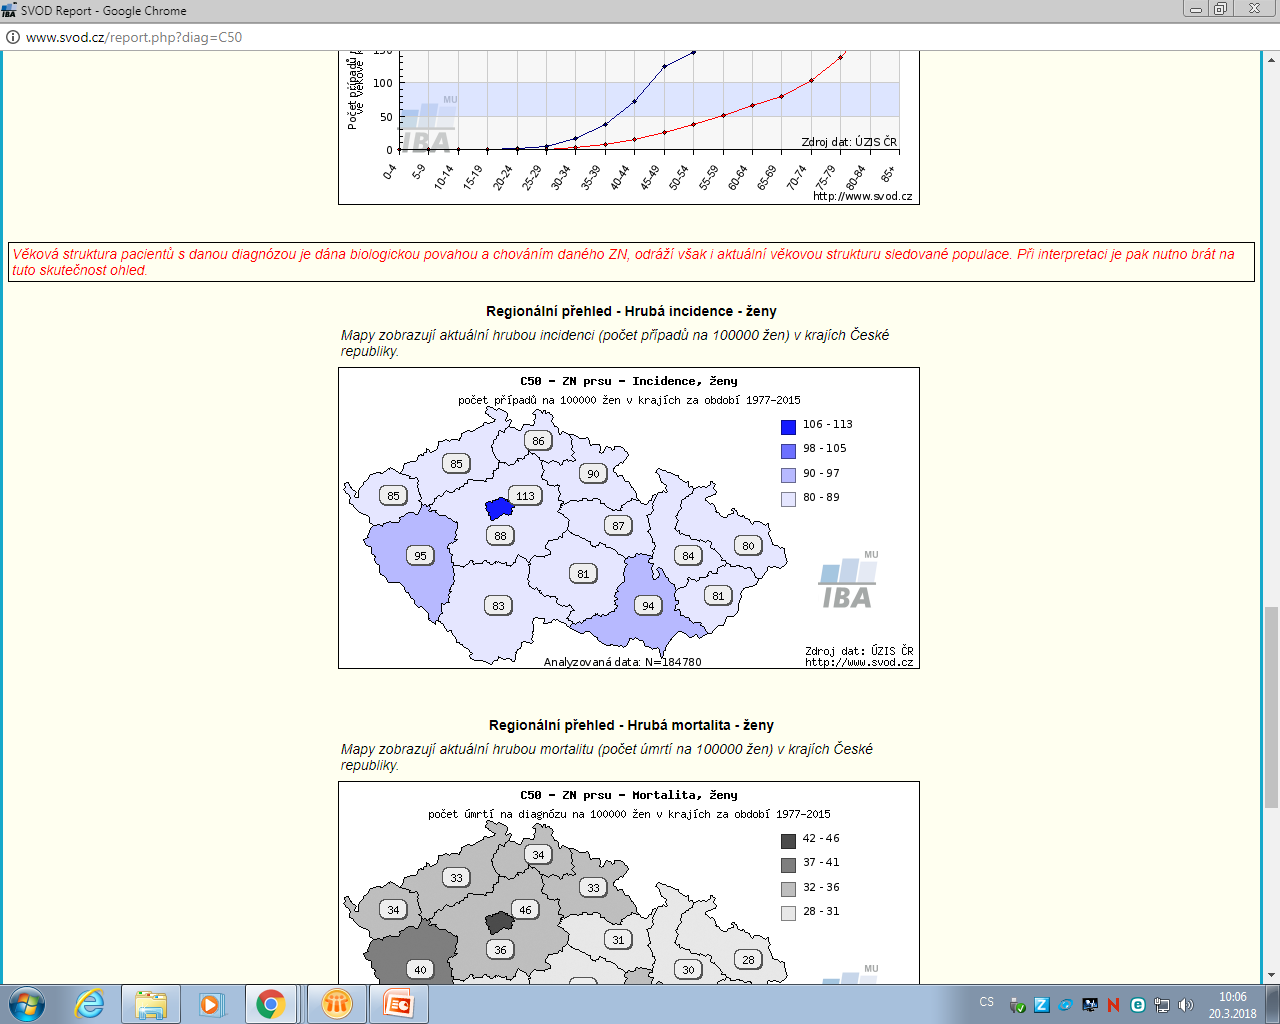 SVOD Report - Google Chrome
www.svod.cz/report.php?diag=C50
Počet případů
ve věkové
150
100
50
0
MU
IBA
Zdroj dat: ÚZIS ČR
0-4 5-9 10-14 15-19 20-24 25-29 30-34 35-39 40-44 45-49 50-54 55-59 60-64 65-69 70-74 75-79 80-84 85+
http://www.svod.cz
Věková struktura pacientů s danou diagnózou je dána biologickou povahou a chováním daného ZN, odráží však i aktuální věkovou strukturu sledované populace. Při interpretaci je pak nutno brát na
tuto skutečnost ohled.
Regionální přehled - Hrubá incidence - ženy
Mapy zobrazují aktuální hrubou incidenci (počet případů na 100000 žen) v krajích České
republiky.
C50 - ZN prsu - Incidence, ženy
počet případů na 100000 žen v krajích za období 1977-2015
106 - 113
98 - 105
90 - 97
80 - 89
86
85
90
85
113
87
88
95
84
80
81
81
83
94
MU
IBA
Analyzovaná data: N=184780
Zdroj dat: ÚZIS ČR
http://www.svod.cz
Regionální přehled - Hrubá mortalita - ženy
Mapy zobrazují aktuální hrubou mortalitu (počet úmrtí na 100000 žen) v krajích České
republiky.
C50 - ZN prsu - Mortalita, ženy
počet úmrtí na diagnózu na 100000 žen v krajích za období 1977-2015
42 - 46
37 - 41
32 - 36
28 - 31
34
33
33
34
46
31
36
40
30
28
MU
CS
10:06
20.3.2018